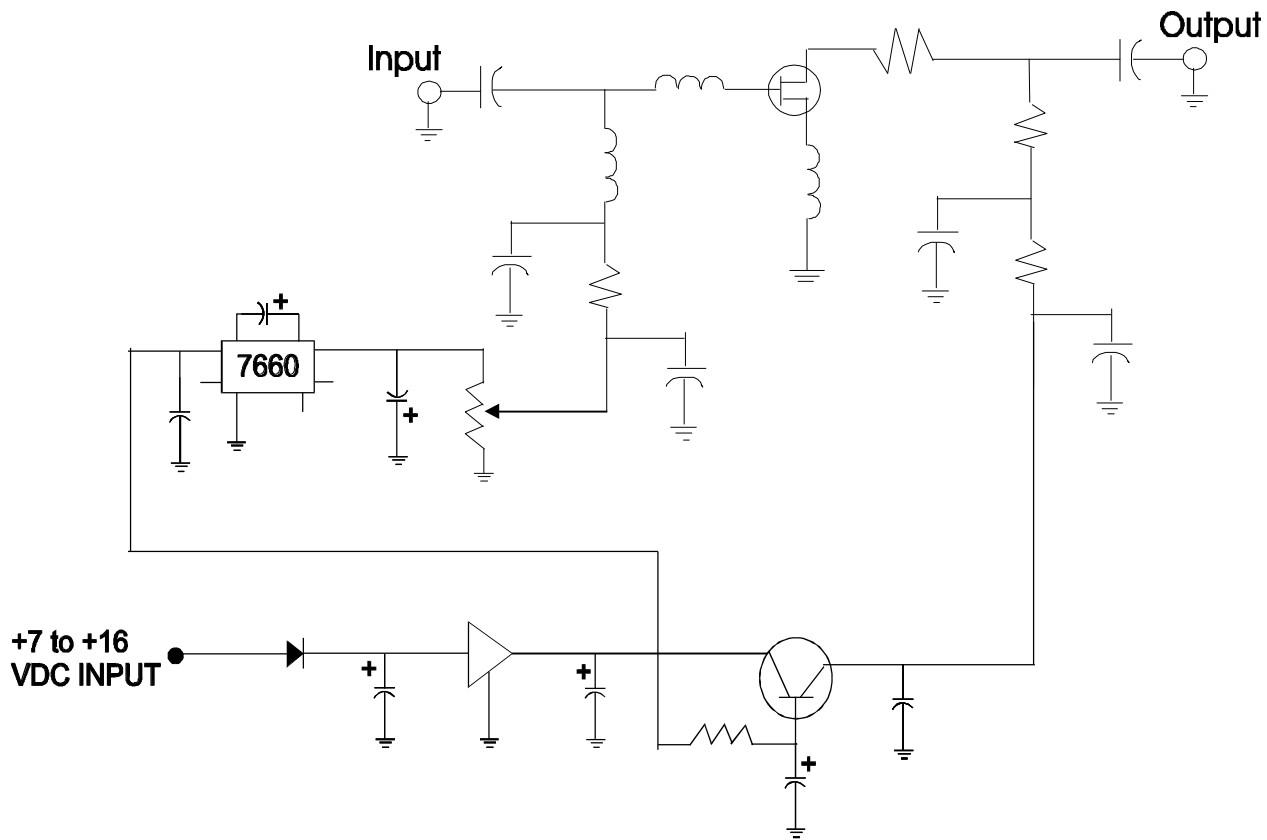 Output
Input
+
7660
+
+7 to +16
VDC INPUT
+
+
+